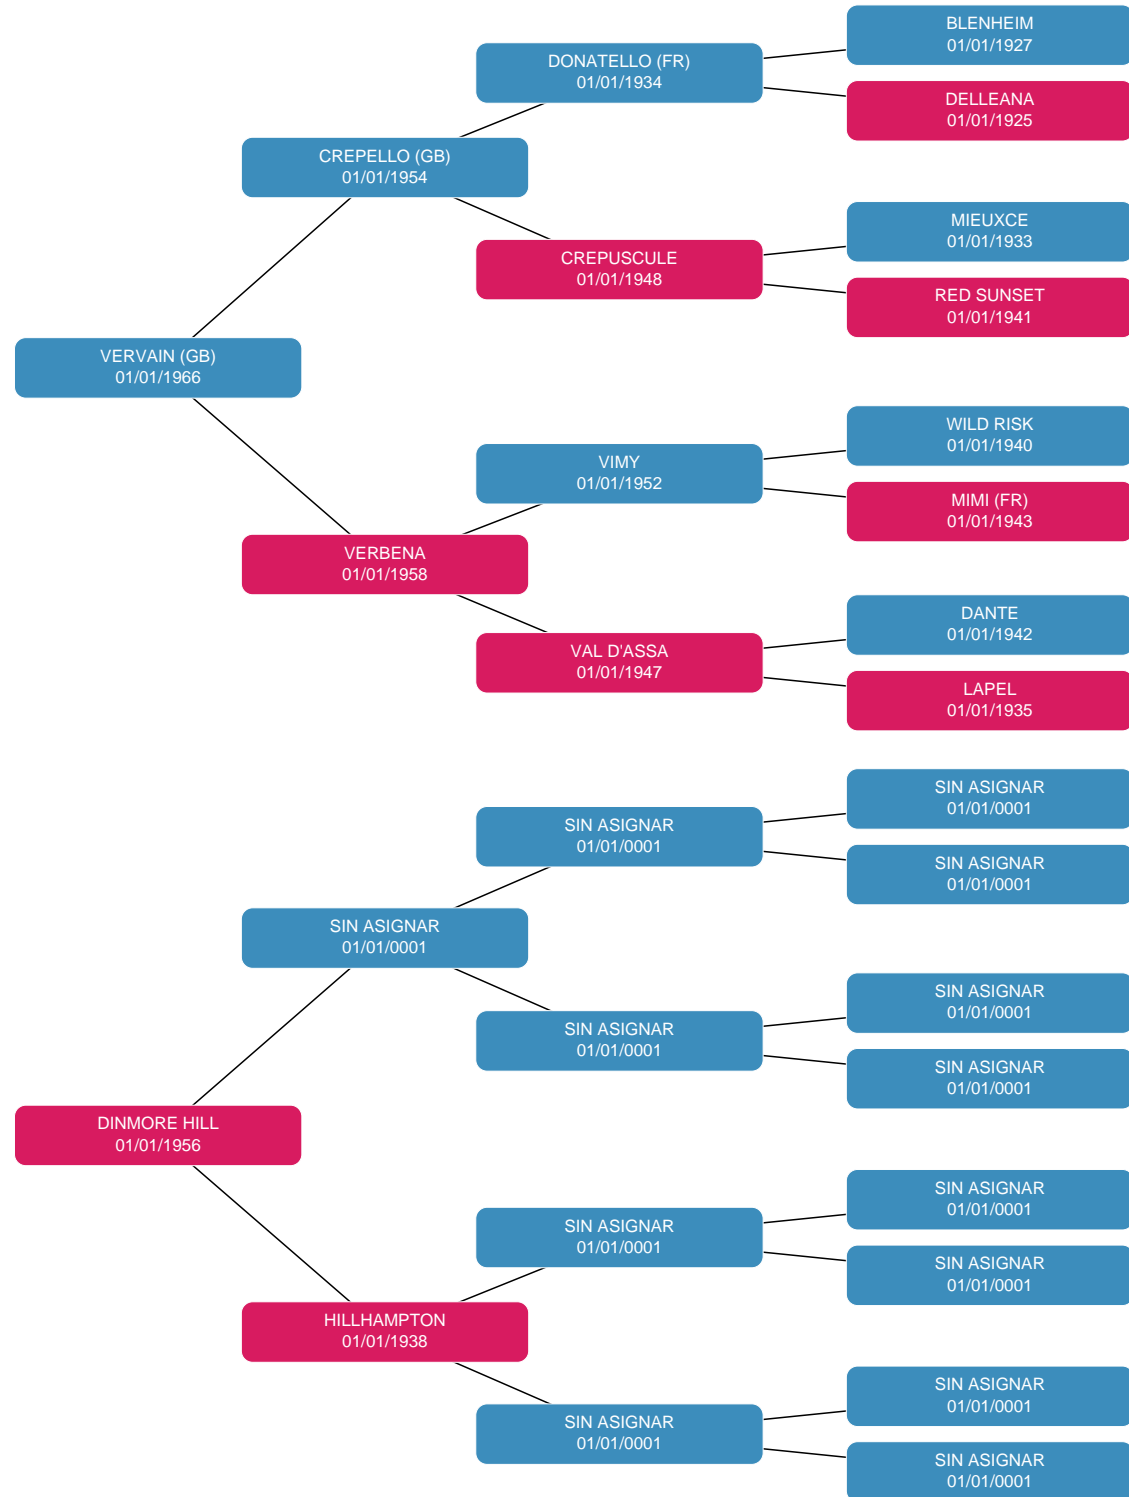 BLENHEIM
01/01/1927
DONATELLO (FR)
01/01/1934
DELLEANA
01/01/1925
CREPELLO (GB)
01/01/1954
MIEUXCE
01/01/1933
CREPUSCULE
01/01/1948
RED SUNSET
01/01/1941
VERVAIN (GB)
01/01/1966
WILD RISK
01/01/1940
VIMY
01/01/1952
MIMI (FR)
01/01/1943
VERBENA
01/01/1958
DANTE
01/01/1942
VAL D'ASSA
01/01/1947
LAPEL
01/01/1935
SIN ASIGNAR
01/01/0001
SIN ASIGNAR
01/01/0001
SIN ASIGNAR
01/01/0001
SIN ASIGNAR
01/01/0001
SIN ASIGNAR
01/01/0001
SIN ASIGNAR
01/01/0001
SIN ASIGNAR
01/01/0001
DINMORE HILL
01/01/1956
SIN ASIGNAR
01/01/0001
SIN ASIGNAR
01/01/0001
SIN ASIGNAR
01/01/0001
HILLHAMPTON
01/01/1938
SIN ASIGNAR
01/01/0001
SIN ASIGNAR
01/01/0001
SIN ASIGNAR
01/01/0001